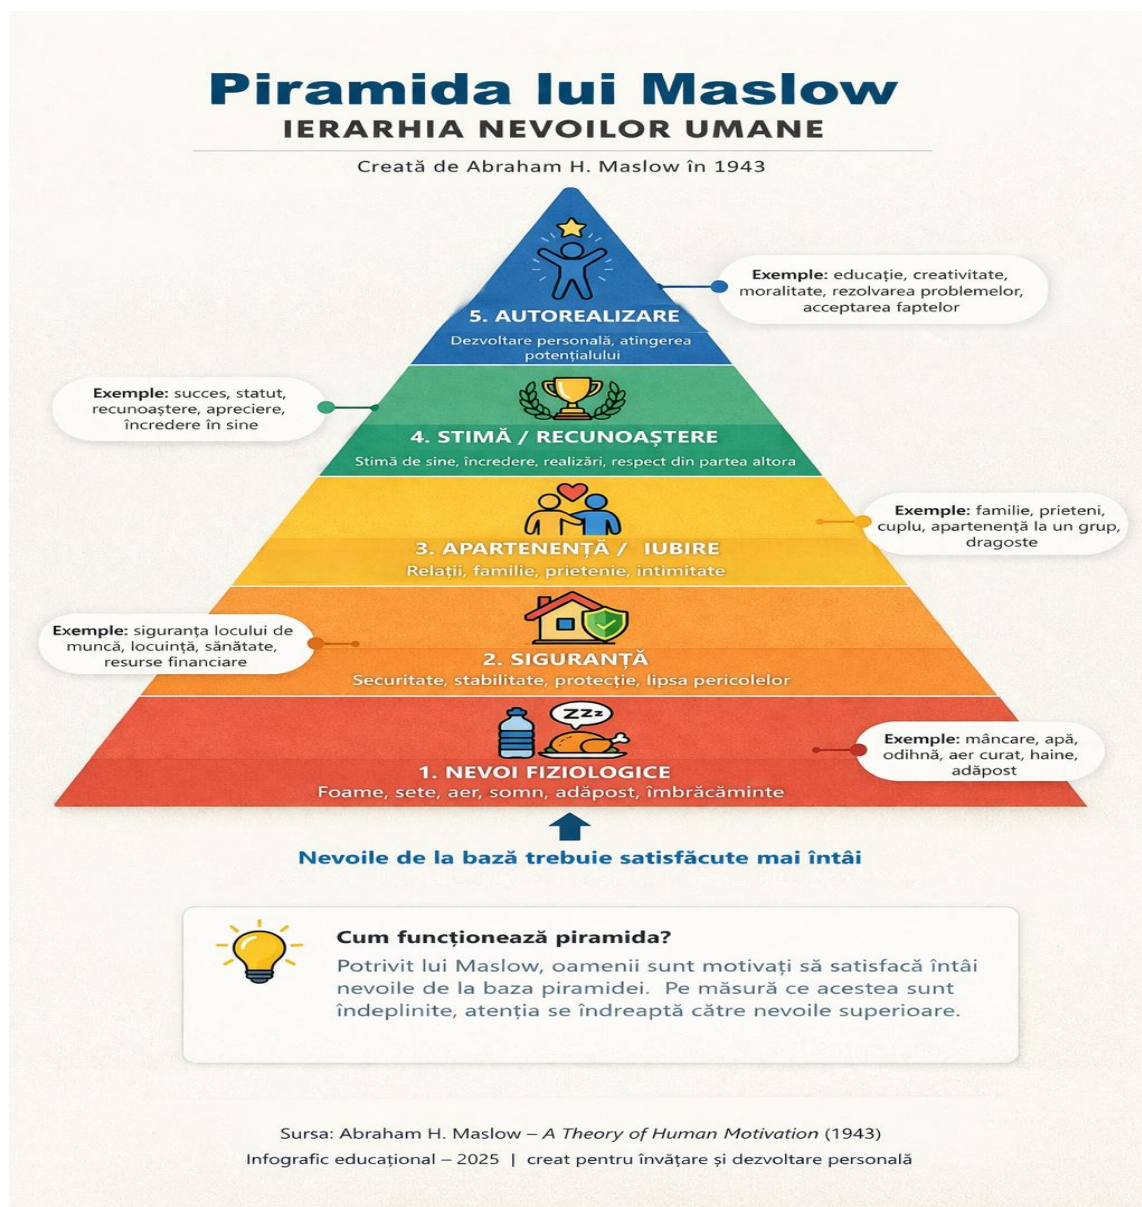 Piramida lui Maslow
IERARHIA NEVOILOR UMANE
Creată de Abraham H. Maslow în 1943
5. AUTOREALIZARE
Dezvoltare personală, atingerea
potențialului
Exemple: educație, creativitate,
moralitate, rezolvarea problemelor,
acceptarea faptelor
Exemple: succes, statut,
recunoaștere, apreciere,
încredere în sine
4. STIMĂ / RECUNOAȘTERE
Stimă de sine, încredere, realizări, respect din partea altora
3. APARTENENȚĂ / IUBIRE
Relații, familie, prietenie, intimitate
Exemple: familie, prieteni,
cuplu, apartenență la un grup,
dragoste
Exemple: siguranța locului de
muncă, locuință, sănătate,
resurse financiare
2. SIGURANȚĂ
Securitate, stabilitate, protecție, lipsa pericolelor
ZZz
1. NEVOI FIZIOLOGICE
Foame, sete, aer, somn, adăpost, îmbrăcăminte
Exemple: mâncare, apă,
odihnă, aer curat, haine,
adăpost
Nevoile de la bază trebuie satisfăcute mai întâi
Cum funcționează piramida?
Potrivit lui Maslow, oamenii sunt motivați să satisfacă întâi
nevoile de la baza piramidei. Pe măsură ce acestea sunt
îndeplinite, atenția se îndreaptă către nevoile superioare.
Sursa: Abraham H. Maslow – A Theory of Human Motivation (1943)
Infografic educațional – 2025 | creat pentru învățare și dezvoltare personală